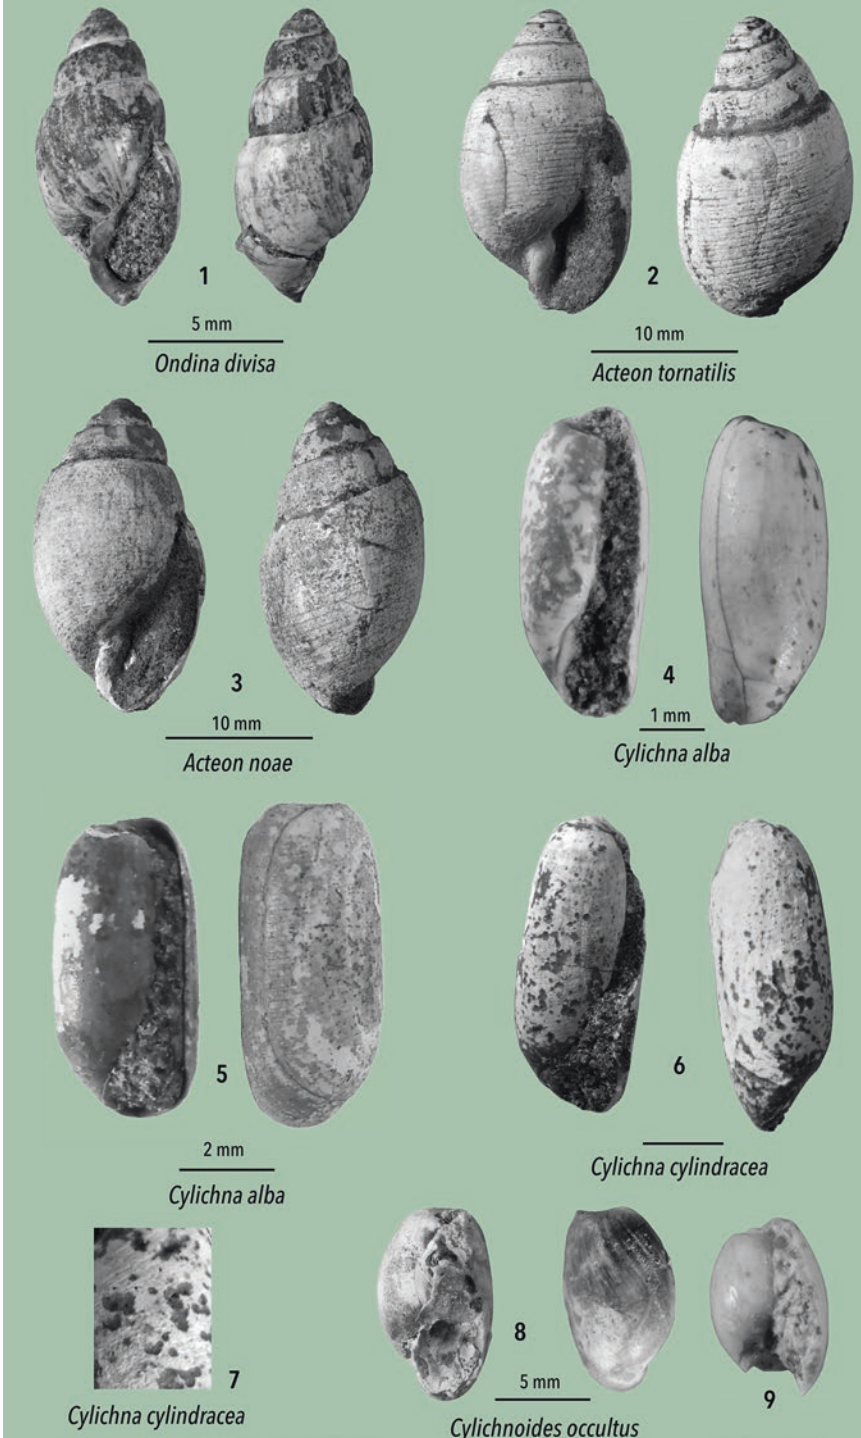 1
5 mm
Ondina divisa
2
10 mm
Acteon tornatilis
3
10 mm
Acteon noae
4
1 mm
Cylichna alba
5
2 mm
Cylichna alba
6
Cylichna cylindracea
7
Cylichna cylindracea
8
5 mm
Cylichnoides occultus
9